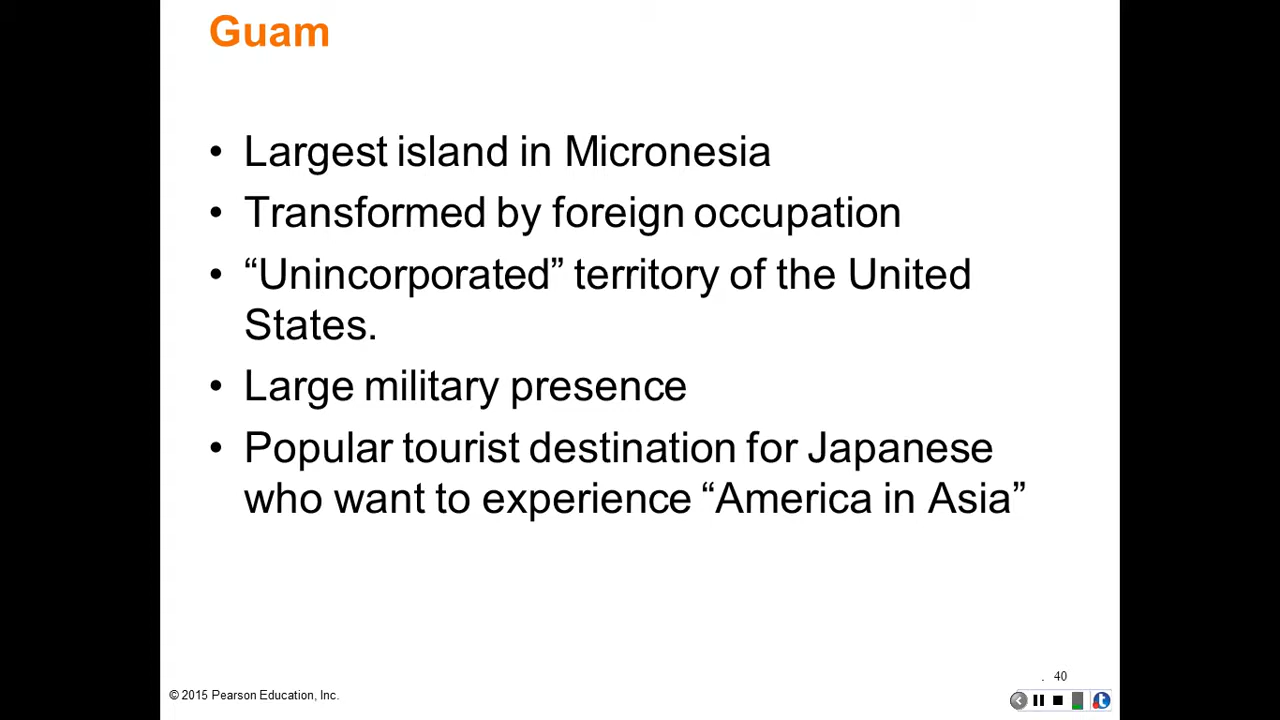 Guam
• Largest island in Micronesia
• Transformed by foreign occupation
• “Unincorporated” territory of the United
States.
• Large military presence
• Popular tourist destination for Japanese
who want to experience “America in Asia”
. 40
© 2015 Pearson Education, Inc.
t